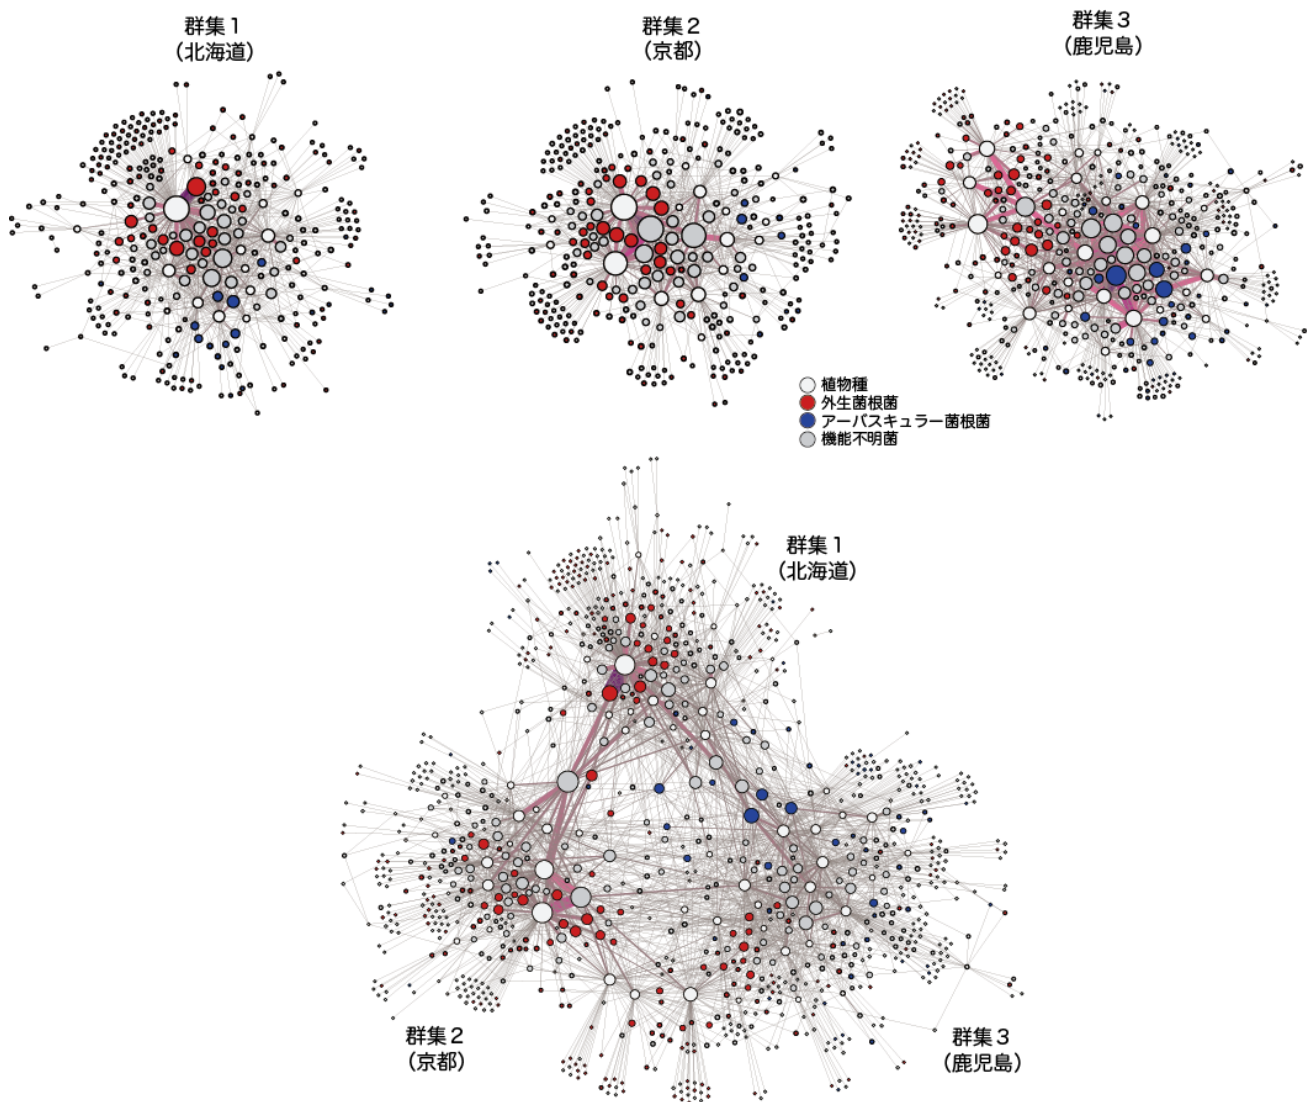 群集1
(北海道)
群集2
(京都)
群集3
(鹿児島)
植物種
外生菌根菌
アーバスキュラー菌根菌
機能不明菌
群集1
(北海道)
群集2
(京都)
群集3
(鹿児島)